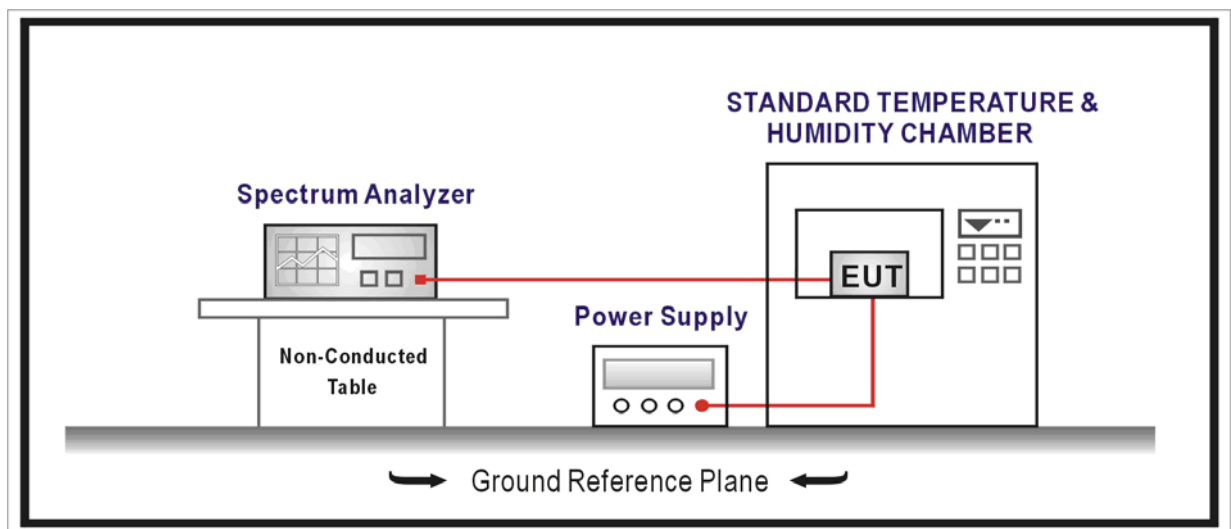 STANDARD TEMPERATURE &
HUMIDITY CHAMBER
Spectrum Analyzer
EUT
Power Supply
Non-Conducted
Table
Ground Reference Plane